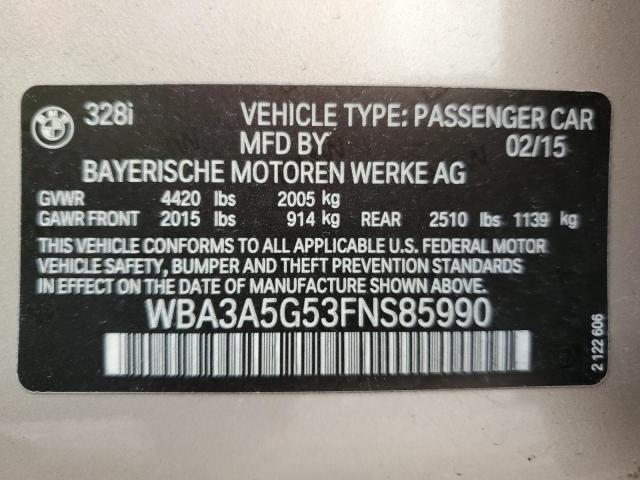 328i VEHICLE TYPE: PASSENGER CAR
MFD BY 02/15
BAYERISCHE MOTOREN WERKE AG
GVWR 4420 lbs 2005 kg
GAWR FRONT 2015 lbs 914 kg REAR 2510 lbs 1139 kg
THIS VEHICLE CONFORMS TO ALL APPLICABLE U.S. FEDERAL MOTOR
VEHICLE SAFETY, BUMPER AND THEFT PREVENTION STANDARDS
IN EFFECT ON THE DATE OF MANUFACTURE SHOWN ABOVE.
WBA3A5G53FNS85990
2 122 606